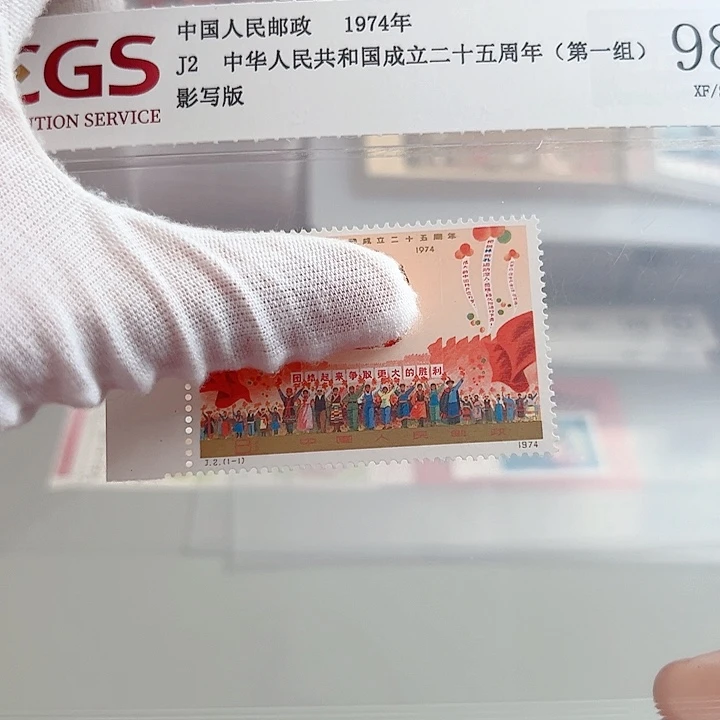 中国人民邮政 1974年
EGS
J2 中华人民共和国成立二十五周年（第一组）
98
影写版
XF/
TION SERVICE
成立二十五周年
1974
团结起来争取更大的胜利
中国人民邮政
1974
J.2.(1-1)